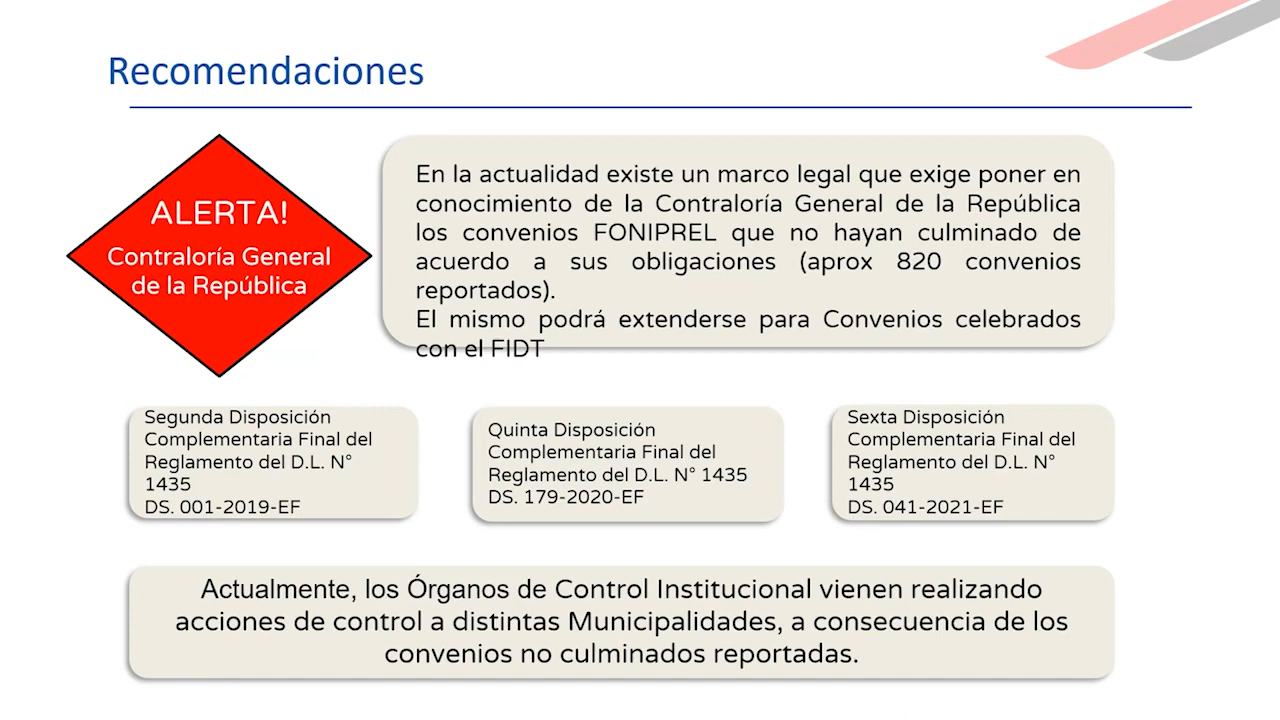 Recomendaciones
ALERTA!
Contraloría General
de la República
En la actualidad existe un marco legal que exige poner en
conocimiento de la Contraloría General de la República
los convenios FONIPREL que no hayan culminado de
acuerdo a sus obligaciones (aprox 820 convenios
reportados).
El mismo podrá extenderse para Convenios celebrados
con el FIDT
Segunda Disposición
Complementaria Final del
Reglamento del D.L. N°
1435
DS. 001-2019-EF
Quinta Disposición
Complementaria Final del
Reglamento del D.L. N° 1435
DS. 179-2020-EF
Sexta Disposición
Complementaria Final del
Reglamento del D.L. N°
1435
DS. 041-2021-EF
Actualmente, los Órganos de Control Institucional vienen realizando
acciones de control a distintas Municipalidades, a consecuencia de los
convenios no culminados reportadas.